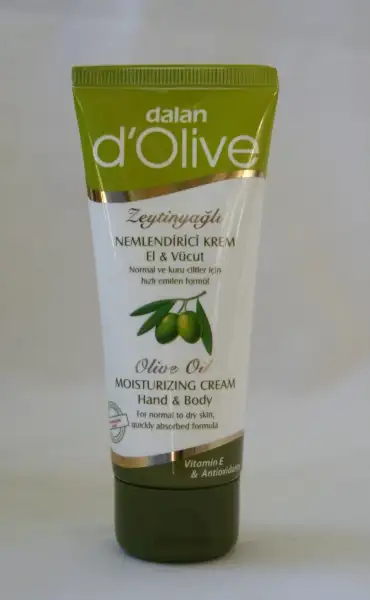 dalan
d'Olive
Zeytinyağlı
NEMLENDİRİCİ KREM
El & Vücut
Normal ve kuru ciltler için
hızlı emilen formül
Olive Oil
MOISTURIZING CREAM
Hand & Body
For normal to dry skin,
quickly absorbed formula
Vitamin E
& Antioxidants